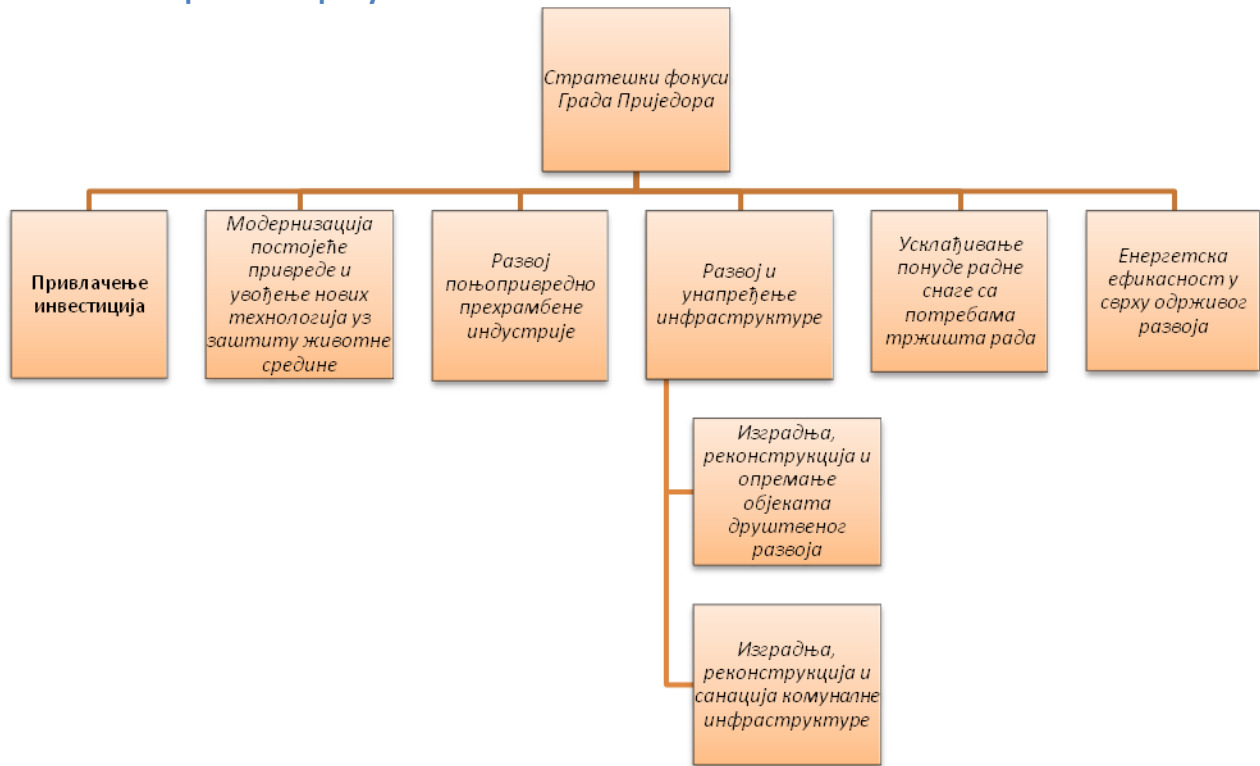 Стратешки фокуси
Града Приједора
Привлачење
инвестиција
Модернизација
постојеће
привреде и
увођење нових
технологија уз
заштиту животне
средине
Развој
пољопривредно
прехрамбене
индустрије
Развој и
унапређење
инфраструктуре
Усклађивање
понуде радне
снаге са
потребама
тржишта рада
Енергетска
ефикасност у
сврху одрживог
развоја
Изградња,
реконструкција и
опремање
објеката
друштвеног
развоја
Изградња,
реконструкција и
санација комуналне
инфраструктуре